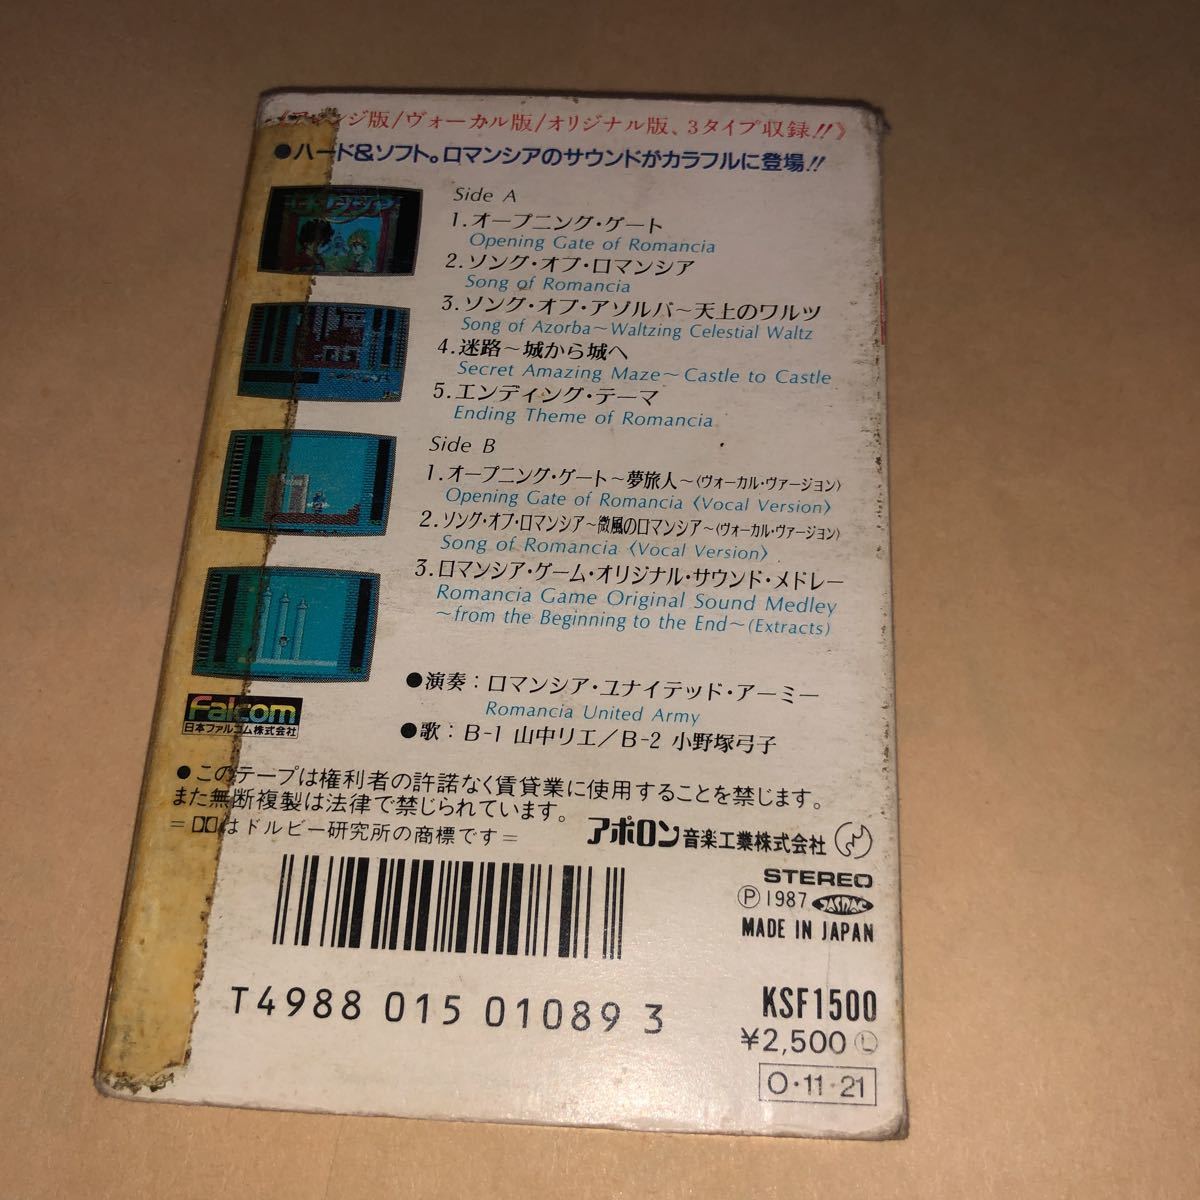 《アレンジ版/ヴォーカル版/オリジナル版、3タイプ収録!!》
●ハード&ソフト。ロマンシアのサウンドがカラフルに登場!!
Side A
1.オープニング・ゲート
Opening Gate of Romancia
2.ソング・オブ・ロマンシア
Song of Romancia
3.ソング・オブ・アゾルバ〜天上のワルツ
Song of Azorba〜Waltzing Celestial Waltz
4.迷路〜城から城へ
Secret Amazing Maze〜Castle to Castle
5.エンディング・テーマ
Ending Theme of Romancia
Side B
1.オープニング・ゲート〜夢旅人〜〈ヴォーカル・ヴァージョン〉
Opening Gate of Romancia〈Vocal Version〉
2.ソング・オブ・ロマンシア〜微風のロマンシア〜〈ヴォーカル・ヴァージョン〉
Song of Romancia〈Vocal Version〉
3.ロマンシア・ゲーム・オリジナル・サウンド・メドレー
Romancia Game Original Sound Medley
〜from the Beginning to the End〜(Extracts)
●演奏：ロマンシア・ユナイテッド・アーミー
Romancia United Army
●歌：B-1 山中リエ／B-2 小野塚弓子
Falcom
日本ファルコム株式会社
●このテープは権利者の許諾なく賃貸業に使用することを禁じます。
また無断複製は法律で禁じられています。
=はドルビー研究所の商標です=
アポロン音楽工業株式会社
STEREO
Ⓟ1987 JASRAC
MADE IN JAPAN
T4988 015 01089 3
KSF1500
¥2,500 Ⓛ
O・11・21